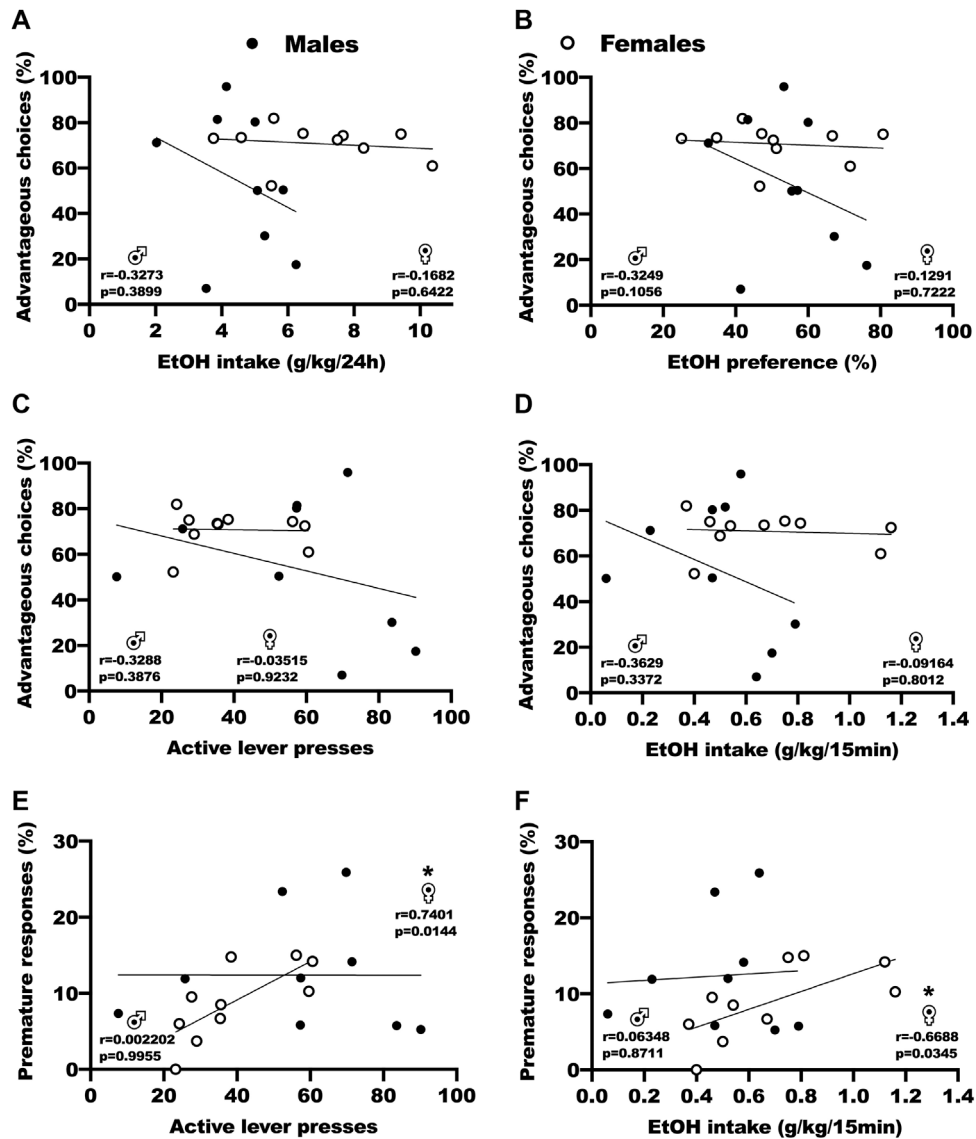 A
B
● Males ○ Females
Advantageous choices (%)
100
80
60
40
20
0
♂
r=-0.3273
p=0.3899
♀
r=-0.1682
p=0.6422
0 2 4 6 8 10
EtOH intake (g/kg/24h)
Advantageous choices (%)
100
80
60
40
20
0
♂
r=-0.3249
p=0.1056
♀
r=0.1291
p=0.7222
0 20 40 60 80 100
EtOH preference (%)
C
Advantageous choices (%)
100
80
60
40
20
0
♂
r=-0.3288
p=0.3876
♀
r=-0.03515
p=0.9232
0 20 40 60 80 100
Active lever presses
D
Advantageous choices (%)
100
80
60
40
20
0
♂
r=-0.3629
p=0.3372
♀
r=-0.09164
p=0.8012
0.0 0.2 0.4 0.6 0.8 1.0 1.2 1.4
EtOH intake (g/kg/15min)
E
Premature responses (%)
30
20
10
0
*
♀
r=0.7401
p=0.0144
♂
r=0.002202
p=0.9955
0 20 40 60 80 100
Active lever presses
F
Premature responses (%)
30
20
10
0
♂
r=0.06348
p=0.8711
*
♀
r=-0.6688
p=0.0345
0.0 0.2 0.4 0.6 0.8 1.0 1.2 1.4
EtOH intake (g/kg/15min)